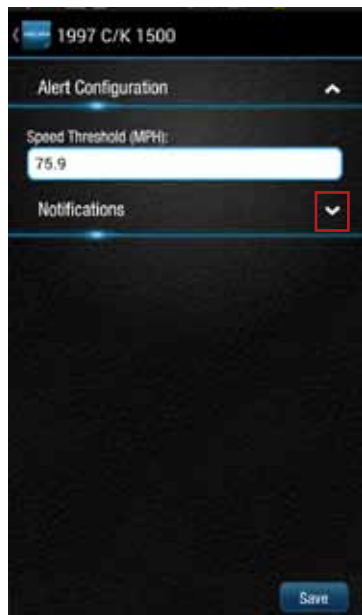 1997 C/K 1500
Alert Configuration
Speed Threshold (MPH):
75.9
Notifications
Save